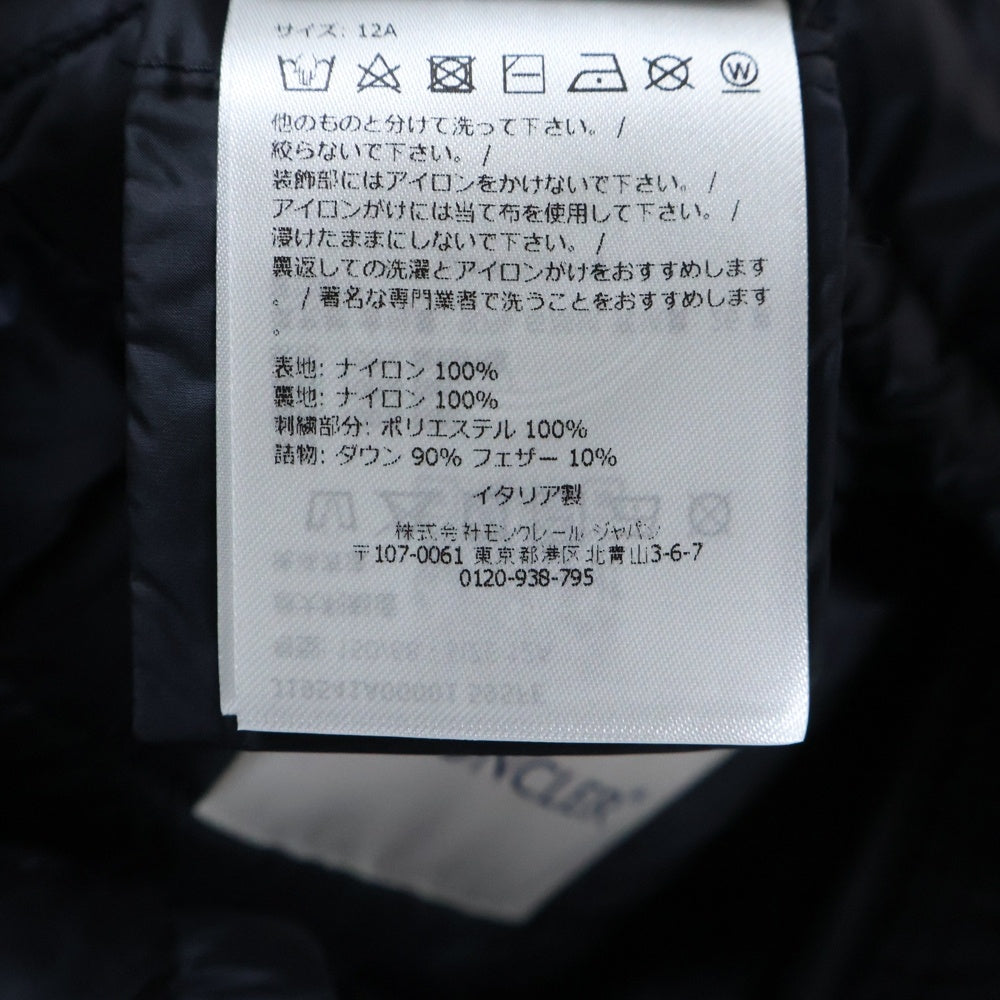 サイズ: 12A
W
他のものと分けて洗って下さい。 /
絞らないで下さい。 /
装飾部にはアイロンをかけないで下さい。 /
アイロンがけには当て布を使用して下さい。 /
浸けたままにしないで下さい。 /
裏返しての洗濯とアイロンがけをおすすめします
。 / 著名な専門業者で洗うことをおすすめします
。
表地: ナイロン 100%
裏地: ナイロン 100%
刺繍部分: ポリエステル 100%
詰物: ダウン 90% フェザー 10%
イタリア製
株式会社モンクレール ジャパン
〒107-0061 東京都港区北青山3-6-7
0120-938-795
NCLER